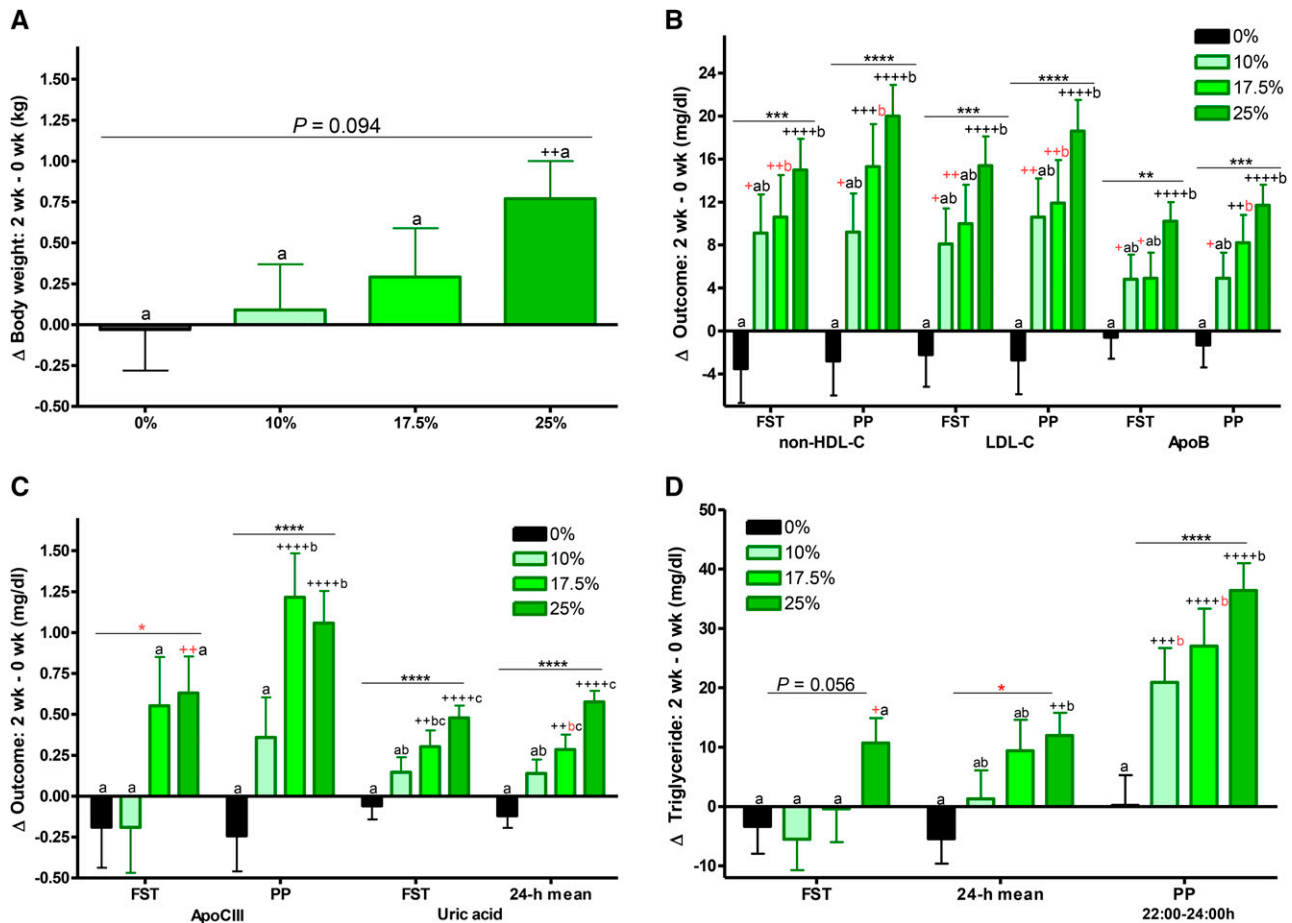 A
Δ Body weight: 2 wk - 0 wk (kg)
1.50
1.25
1.00
0.75
0.50
0.25
0.00
-0.25
-0.50
P = 0.094
a
a
a
++a
0%
10%
17.5%
25%
B
Δ Outcome: 2 wk - 0 wk (mg/dl)
24
20
16
12
8
4
0
-4
0%
10%
17.5%
25%
***
****
***
****
**
***
a
+ab
++b
++++b
a
+ab
+++b
++++b
a
+ab
++ab
++++b
a
++ab
++b
++++b
a
+ab
+ab
++++b
a
+ab
++b
++++b
FST PP FST PP FST PP
non-HDL-C LDL-C ApoB
C
Δ Outcome: 2 wk - 0 wk (mg/dl)
1.50
1.25
1.00
0.75
0.50
0.25
0.00
-0.25
-0.50
0%
10%
17.5%
25%
*
****
****
****
a
a
a
++a
a
a
++++b
++++b
a
ab
++bc
++++c
a
ab
++bc
++++c
FST PP FST 24-h mean
ApoCIII Uric acid
D
Δ Triglyceride: 2 wk - 0 wk (mg/dl)
50
40
30
20
10
0
-10
0%
10%
17.5%
25%
P = 0.056
*
****
a
a
a
+a
a
ab
ab
++b
a
+++b
++++b
++++b
FST 24-h mean PP
22:00-24:00h